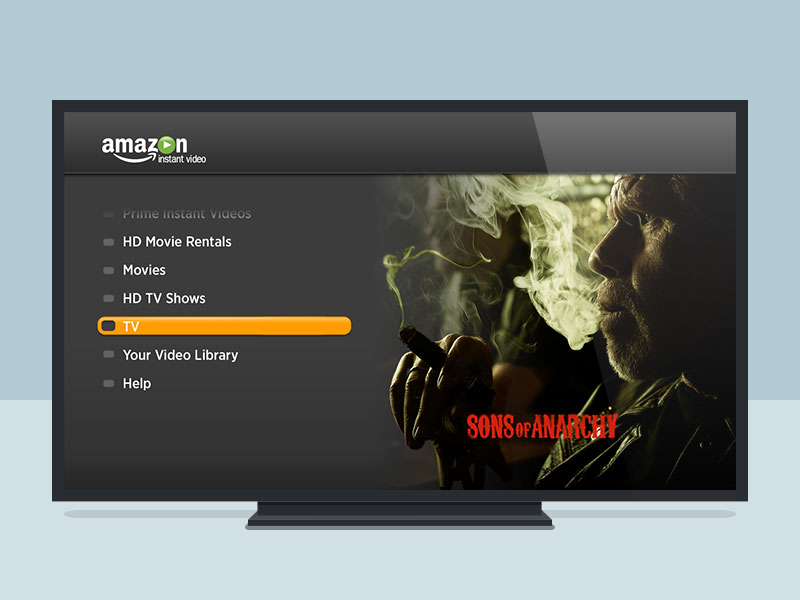 amazon
instant video
Prime Instant Videos
HD Movie Rentals
Movies
HD TV Shows
TV
Your Video Library
Help
SONS OF ANARCHY